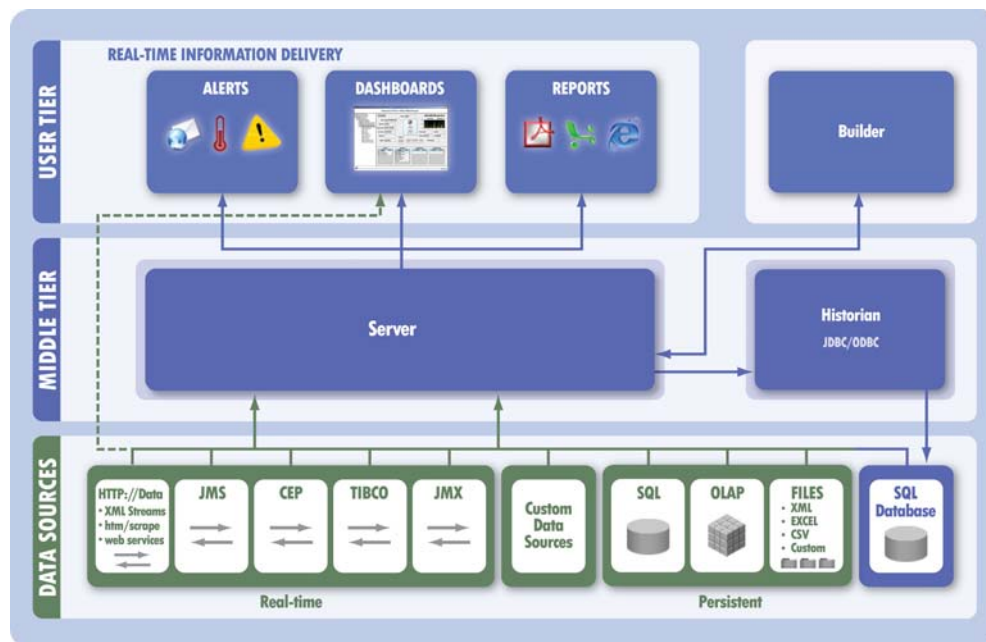 REAL-TIME INFORMATION DELIVERY
USER TIER
ALERTS
DASHBOARDS
REPORTS
Builder
MIDDLE TIER
Server
Historian
JDBC/ODBC
DATA SOURCES
HTTP://Data
• XML Streams
• htm/scrape
• web services
JMS
CEP
TIBCO
JMX
Custom
Data
Sources
SQL
OLAP
FILES
• XML
• EXCEL
• CSV
• Custom
SQL
Database
Real-time
Persistent